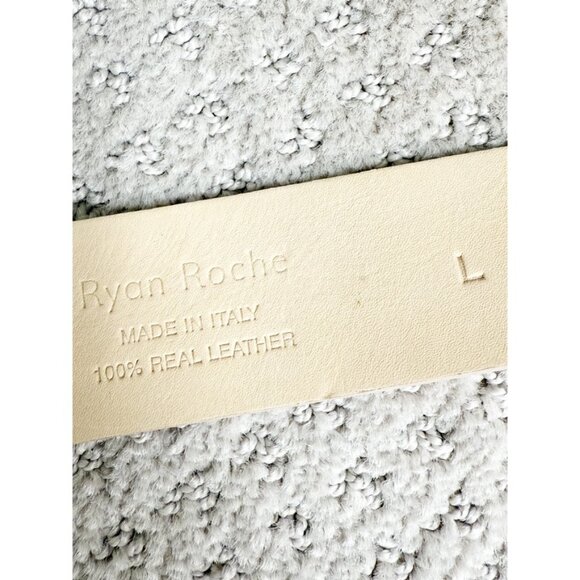 Ryan Roche
L
MADE IN ITALY
100% REAL LEATHER